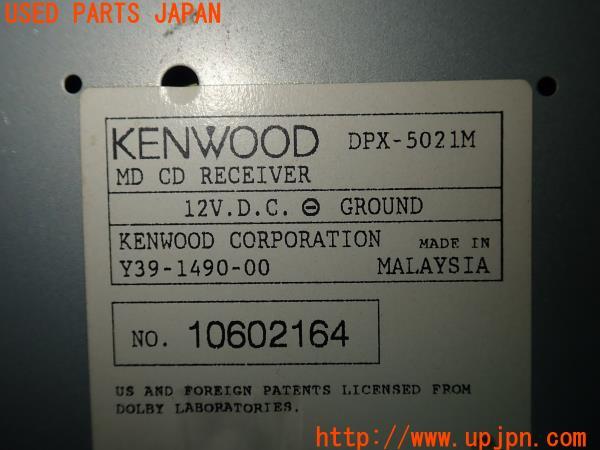 USED PARTS JAPAN
KENWOOD DPX-5021M
MD CD RECEIVER
12V.D.C. ⊖ GROUND
KENWOOD CORPORATION MADE IN
Y39-1490-00 MALAYSIA
NO. 10602164
US AND FOREIGN PATENTS LICENSED FROM
DOLBY LABORATORIES.
http://www.upjpn.com/